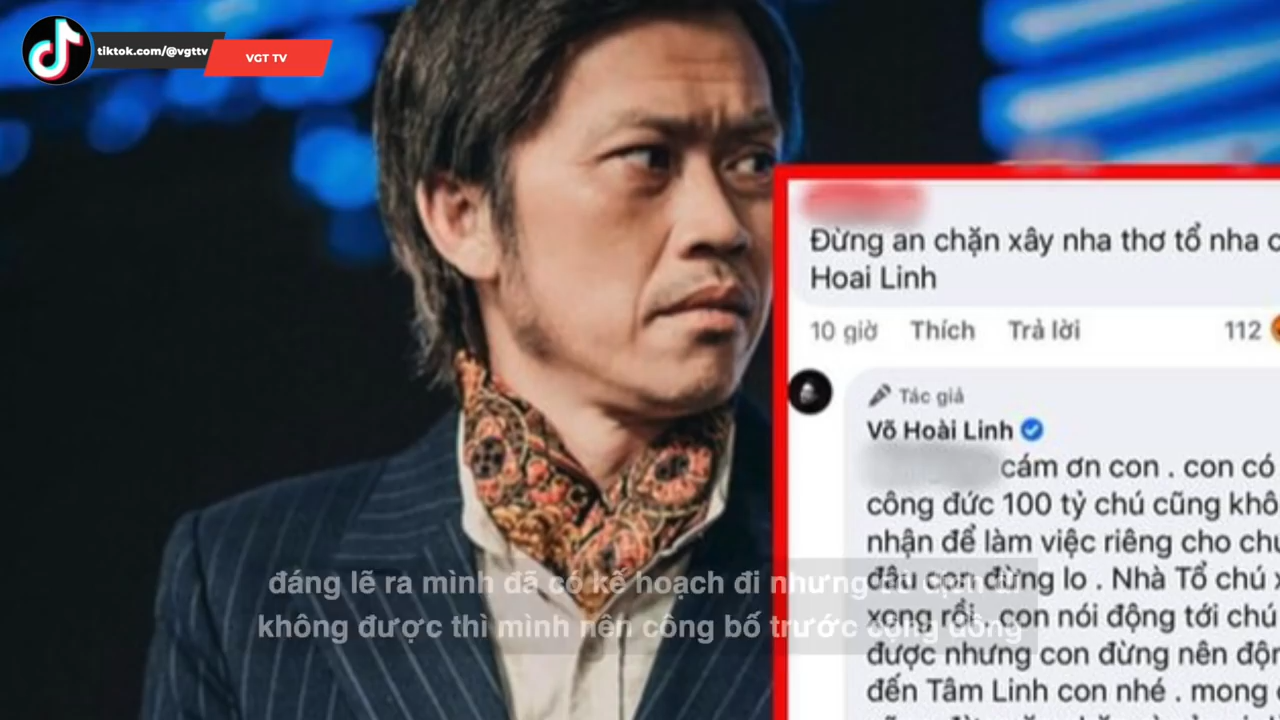 tiktok.com/@vgttv
VGT TV
Đừng an chặn xây nha thơ tổ nha c
Hoai Linh
10 giờ Thích Trả lời 112
Tác giả
Võ Hoài Linh
cám ơn con . con có
công đức 100 tỷ chú cũng khô
nhận để làm việc riêng cho chú
đâu con đừng lo . Nhà Tổ chú x
xong rồi . con nói động tới chú
được nhưng con đừng nên độn
đến Tâm Linh con nhé . mong
đáng lẽ ra mình đã có kế hoạch đi nhưng
không được thì mình nên công bố trước cộng đồng